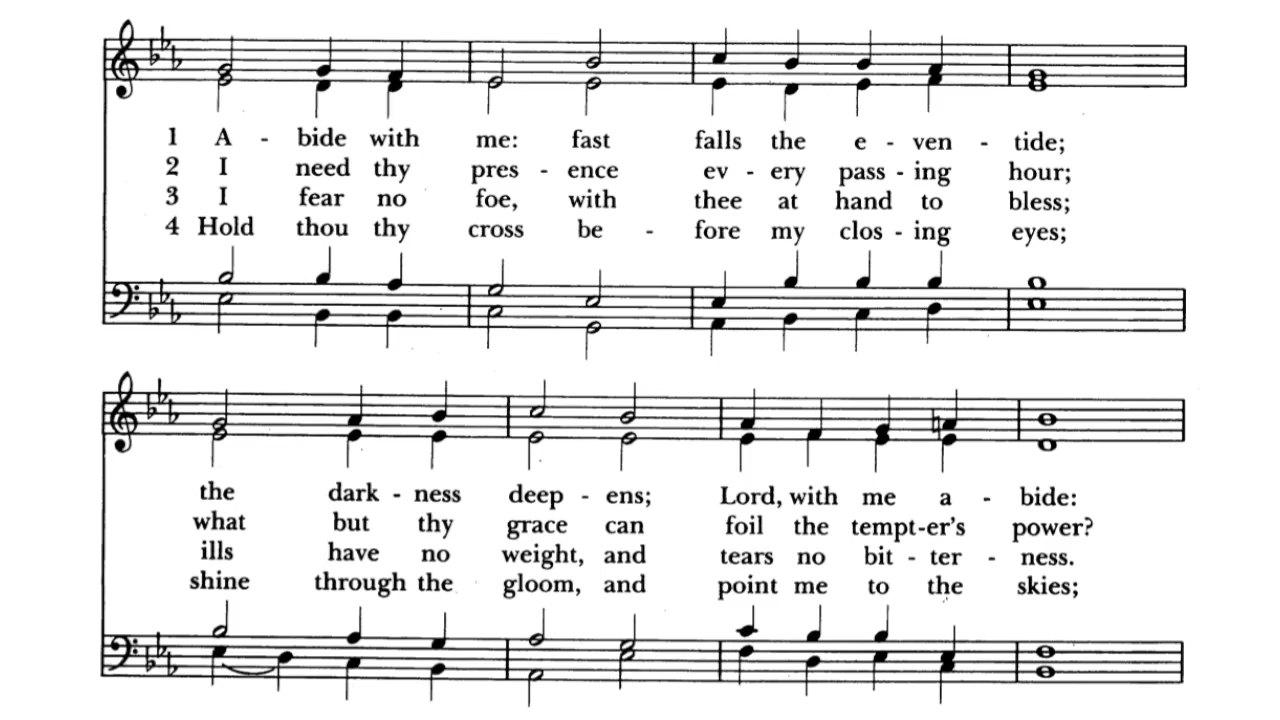 1 A - bide with me: fast falls the e - ven - tide;
2 I need thy pres - ence ev - ery pass - ing hour;
3 I fear no foe, with thee at hand to bless;
4 Hold thou thy cross be - fore my clos - ing eyes;
the dark - ness deep - ens; Lord, with me a - bide:
what but thy grace can foil the tempt-er's power?
ills have no weight, and tears no bit - ter - ness.
shine through the gloom, and point me to the skies;